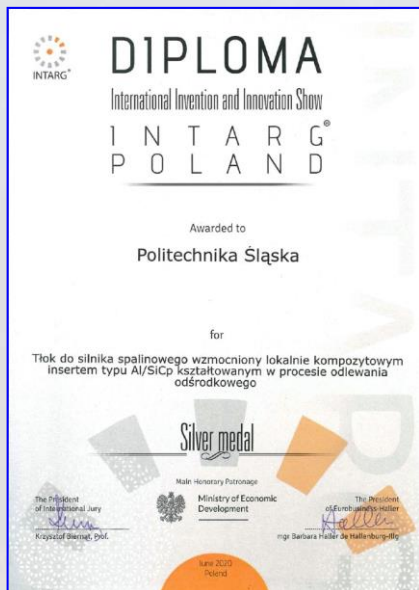 INTARG®
DIPLOMA
International Invention and Innovation Show
INTARG®
POLAND
Awarded to
Politechnika Śląska
for
Tłok do silnika spalinowego wzmocniony lokalnie kompozytowym
insertem typu Al/SiCp kształtowanym w procesie odlewania
odśrodkowego
Silver medal
Main Honorary Patronage
The President
of International Jury
Krzysztof Biernat, Prof.
Ministry of Economic
Development
The President
of Eurobusiness-Haller
mgr Barbara Haller de Hallenburg-Illg
June 2020
Poland